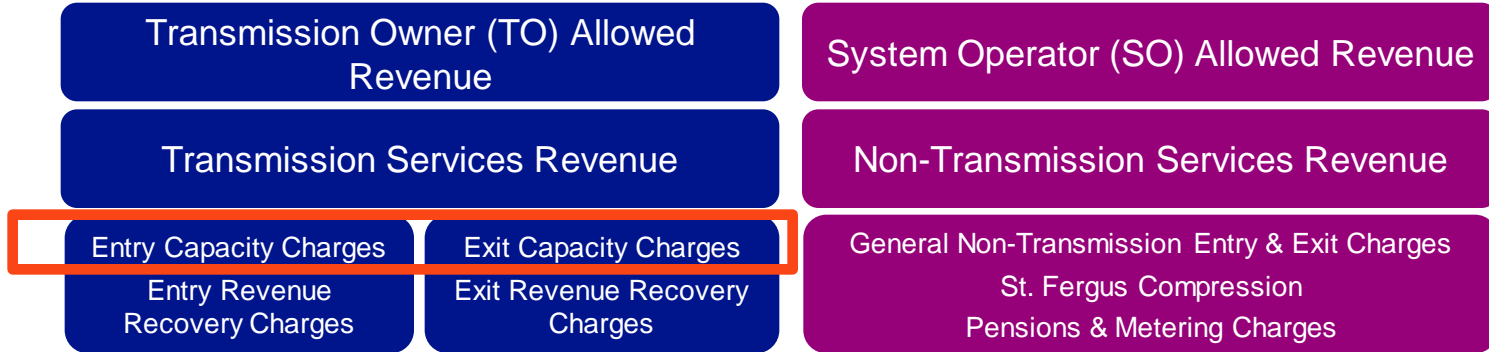 Transmission Owner (TO) Allowed
Revenue
System Operator (SO) Allowed Revenue
Transmission Services Revenue
Non-Transmission Services Revenue
Entry Capacity Charges
Entry Revenue
Recovery Charges
Exit Capacity Charges
Exit Revenue Recovery
Charges
General Non-Transmission Entry & Exit Charges
St. Fergus Compression
Pensions & Metering Charges